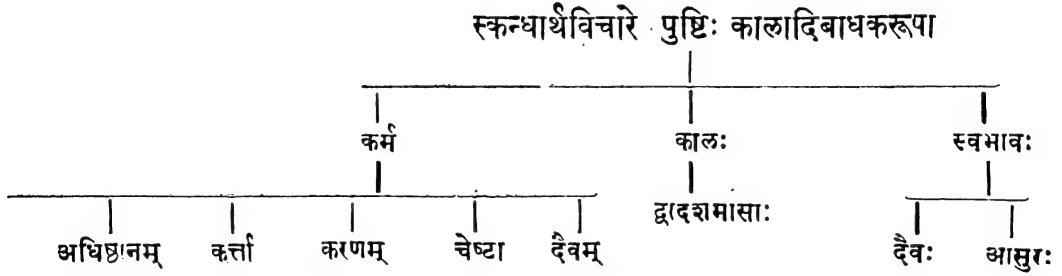 स्कन्धार्थविचारे पुष्टिः कालादिबाधकरूपा
कर्म कालः स्वभावः
द्वादशमासाः
अधिष्ठानम् कर्त्ता करणम् चेष्टा दैवम् दैवः आसुरः